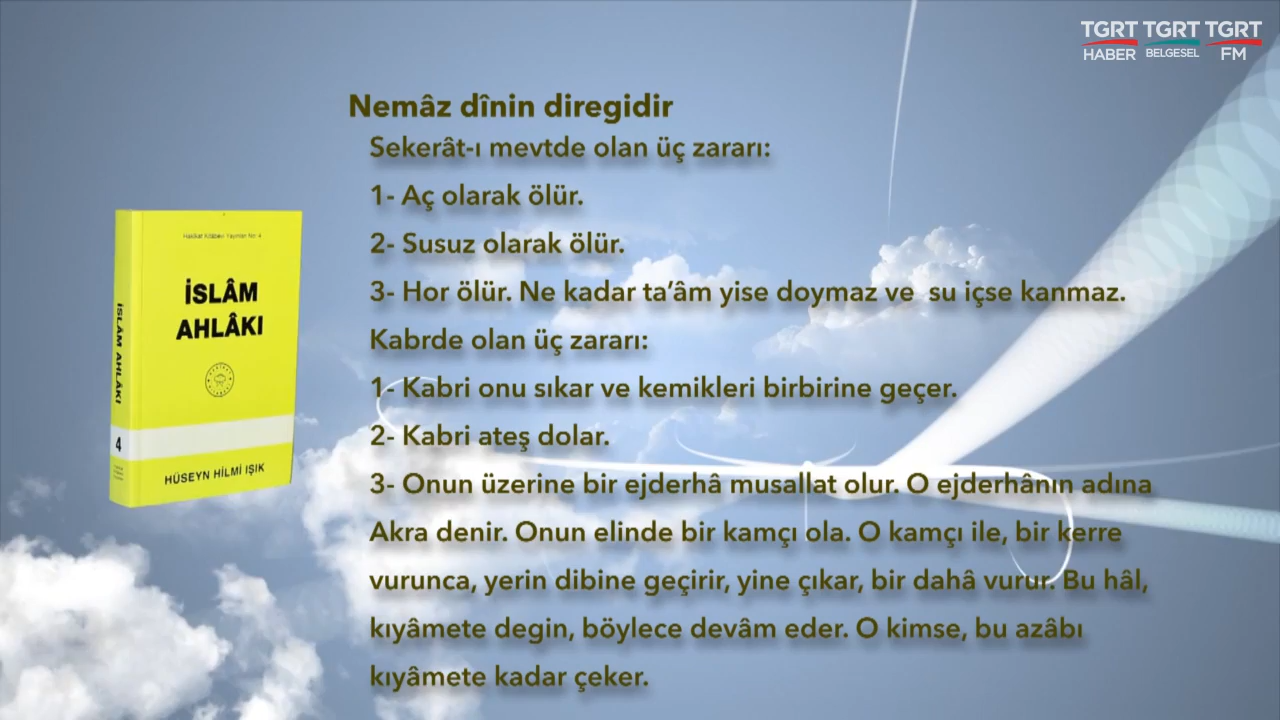 TGRT TGRT TGRT
HABER BELGESEL FM
Nemâz dînin diregidir
Sekerât-ı mevtde olan üç zararı:
1- Aç olarak ölür.
2- Susuz olarak ölür.
3- Hor ölür. Ne kadar ta’âm yise doymaz ve su içse kanmaz.
Kabrde olan üç zararı:
1- Kabri onu sıkar ve kemikleri birbirine geçer.
2- Kabri ateş dolar.
3- Onun üzerine bir ejderhâ musallat olur. O ejderhânın adına
Akra denir. Onun elinde bir kamçı ola. O kamçı ile, bir kerre
vurunca, yerin dibine geçirir, yine çıkar, bir dahâ vurur. Bu hâl,
kıyâmete degin, böylece devâm eder. O kimse, bu azâbı
kıyâmete kadar çeker.
Hakîkat Kitâbevi Yayınları No: 4
İSLÂM
AHLÂKI
HÜSEYN HİLMİ IŞIK
İSLÂM AHLÂKI
4